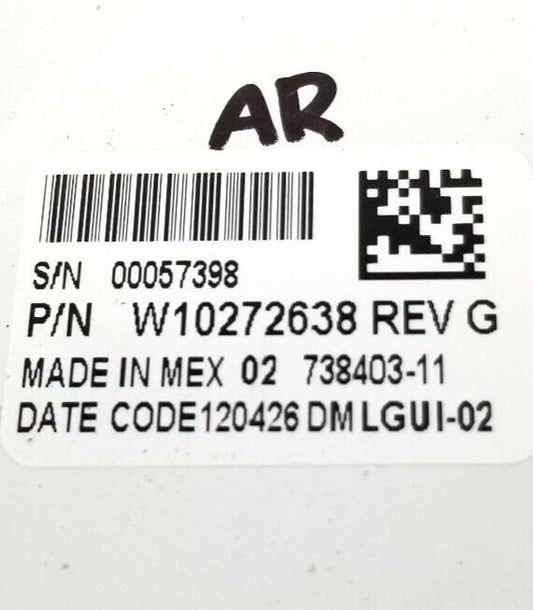 AR
S/N 00057398
P/N W10272638 REV G
MADE IN MEX 02 738403-11
DATE CODE120426 DM LGUI-02